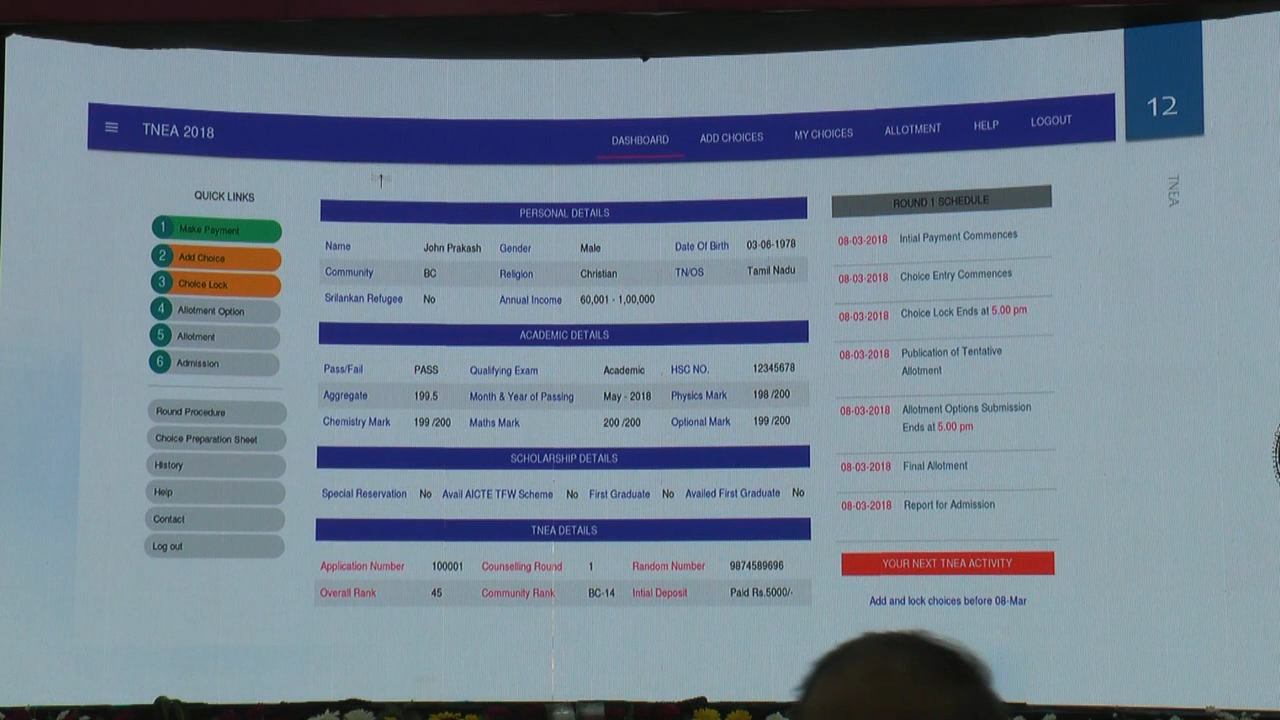 12
TNEA
TNEA 2018
DASHBOARD ADD CHOICES MY CHOICES ALLOTMENT HELP LOGOUT
QUICK LINKS
1 Make Payment
2 Add Choice
3 Choice Lock
4 Allotment Option
5 Allotment
6 Admission
Round Procedure
Choice Preparation Sheet
History
Help
Contact
Log out
PERSONAL DETAILS
Name John Prakash Gender Male Date Of Birth 03-06-1978
Community BC Religion Christian TN/OS Tamil Nadu
Srilankan Refugee No Annual Income 60,001 - 1,00,000
ACADEMIC DETAILS
Pass/Fail PASS Qualifying Exam Academic HSC NO. 12345678
Aggregate 199.5 Month & Year of Passing May - 2018 Physics Mark 198 /200
Chemistry Mark 199 /200 Maths Mark 200 /200 Optional Mark 199 /200
SCHOLARSHIP DETAILS
Special Reservation No Avail AICTE TFW Scheme No First Graduate No Availed First Graduate No
TNEA DETAILS
Application Number 100001 Counselling Round 1 Random Number 9874589696
Overall Rank 45 Community Rank BC-14 Intial Deposit Paid Rs.5000/-
ROUND 1 SCHEDULE
08-03-2018 Intial Payment Commences
08-03-2018 Choice Entry Commences
08-03-2018 Choice Lock Ends at 5.00 pm
08-03-2018 Publication of Tentative
Allotment
08-03-2018 Allotment Options Submission
Ends at 5.00 pm
08-03-2018 Final Allotment
08-03-2018 Report for Admission
YOUR NEXT TNEA ACTIVITY
Add and lock choices before 08-Mar